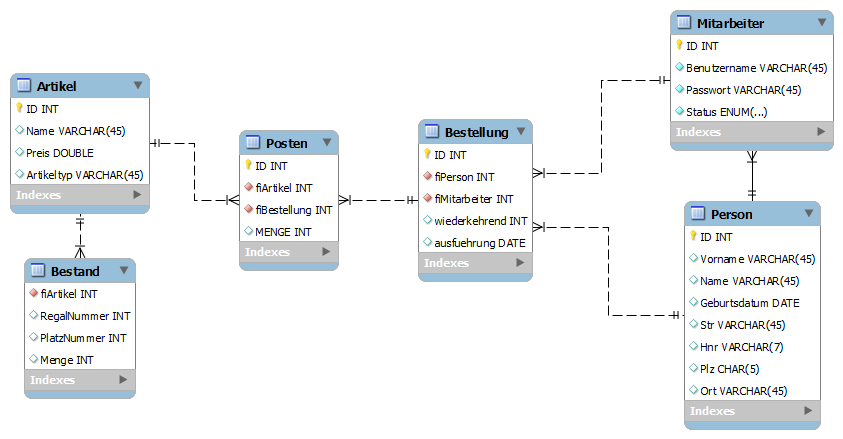 Artikel
ID INT
Name VARCHAR(45)
Preis DOUBLE
Artikeltyp VARCHAR(45)
Indexes
Bestand
fiArtikel INT
RegalNummer INT
PlatzNummer INT
Menge INT
Indexes
Posten
ID INT
fiArtikel INT
fiBestellung INT
MENGE INT
Indexes
Bestellung
ID INT
fiPerson INT
fiMitarbeiter INT
wiederkehrend INT
ausfuehrung DATE
Indexes
Mitarbeiter
ID INT
Benutzername VARCHAR(45)
Passwort VARCHAR(45)
Status ENUM(...)
Indexes
Person
ID INT
Vorname VARCHAR(45)
Name VARCHAR(45)
Geburtsdatum DATE
Str VARCHAR(45)
Hnr VARCHAR(7)
Plz CHAR(5)
Ort VARCHAR(45)
Indexes